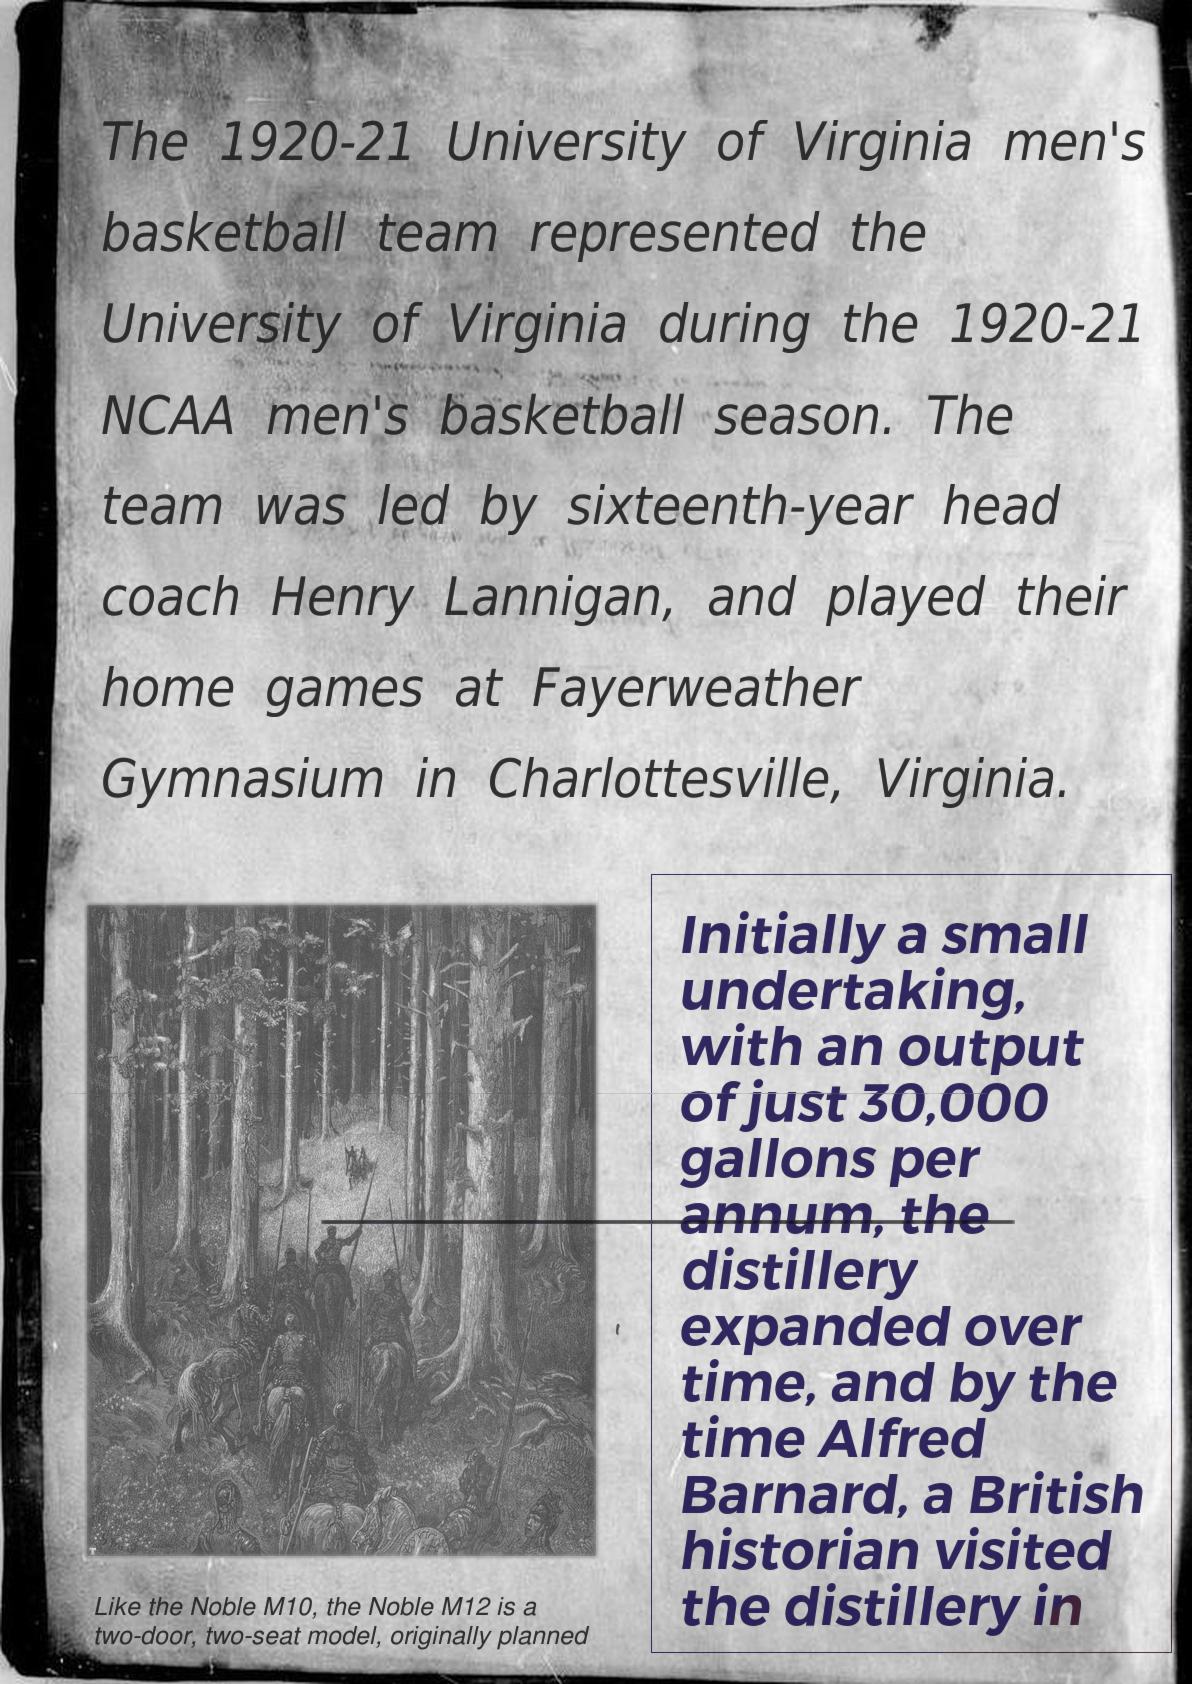 The 1920-21 University of Virginia men's
basketball team represented the
University of Virginia during the 1920-21
NCAA men's basketball season. The
team was led by sixteenth-year head
coach Henry Lannigan, and played their
home games at Fayerweather
Gymnasium in Charlottesville, Virginia.
Like the Noble M10, the Noble M12 is a
two-door, two-seat model, originally planned
Initially a small
undertaking,
with an output
of just 30,000
gallons per
annum, the
distillery
expanded over
time, and by the
time Alfred
Barnard, a British
historian visited
the distillery in